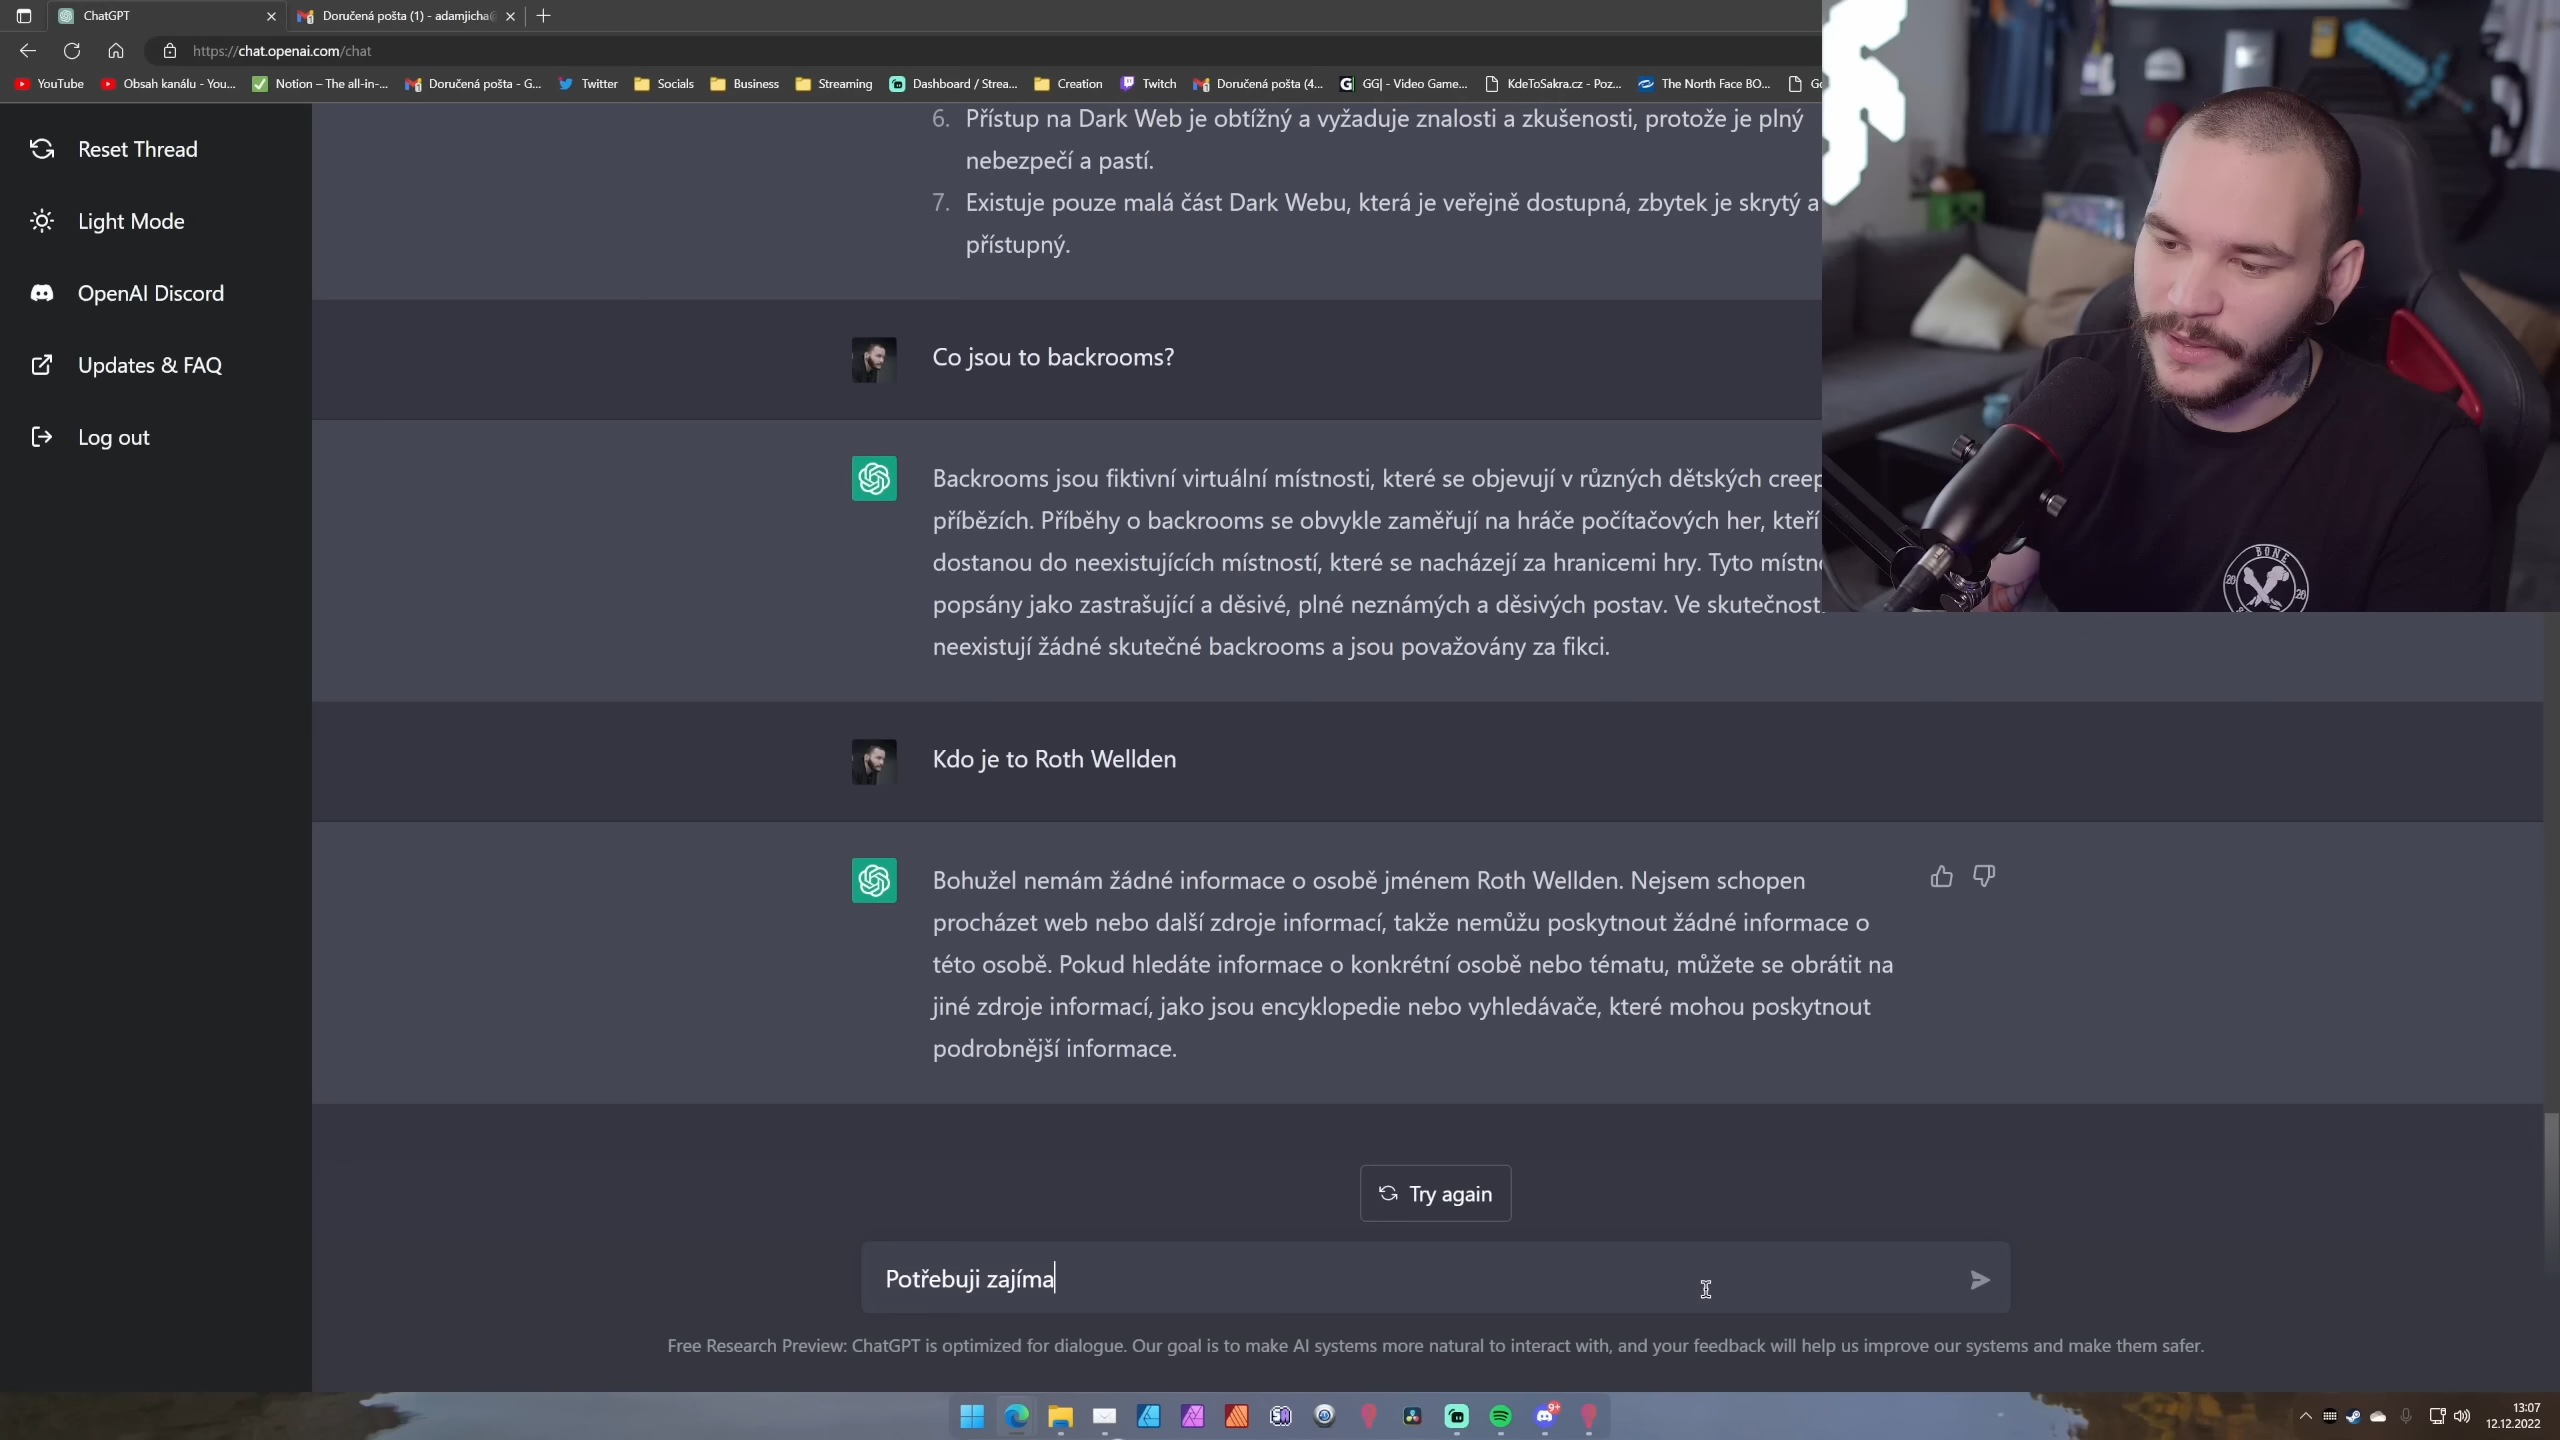 ChatGPT
Doručená pošta (1) - adamjicha
https://chat.openai.com/chat
YouTube
Obsah kanálu - You...
Notion – The all-in-...
Doručená pošta - G...
Twitter
Socials
Business
Streaming
Dashboard / Strea...
Creation
Twitch
Doručená pošta (4...
GG| - Video Game...
KdeToSakra.cz - Poz...
The North Face BO...
Reset Thread
Light Mode
OpenAI Discord
Updates & FAQ
Log out
6. Přístup na Dark Web je obtížný a vyžaduje znalosti a zkušenosti, protože je plný
nebezpečí a pastí.
7. Existuje pouze malá část Dark Webu, která je veřejně dostupná, zbytek je skrytý a
přístupný.
Co jsou to backrooms?
Backrooms jsou fiktivní virtuální místnosti, které se objevují v různých dětských creep
příbězích. Příběhy o backrooms se obvykle zaměřují na hráče počítačových her, kteří
dostanou do neexistujících místností, které se nacházejí za hranicemi hry. Tyto místno
popsány jako zastrašující a děsivé, plné neznámých a děsivých postav. Ve skutečnost
neexistují žádné skutečné backrooms a jsou považovány za fikci.
Kdo je to Roth Wellden
Bohužel nemám žádné informace o osobě jménem Roth Wellden. Nejsem schopen
procházet web nebo další zdroje informací, takže nemůžu poskytnout žádné informace o
této osobě. Pokud hledáte informace o konkrétní osobě nebo tématu, můžete se obrátit na
jiné zdroje informací, jako jsou encyklopedie nebo vyhledávače, které mohou poskytnout
podrobnější informace.
Try again
Potřebuji zajíma
Free Research Preview: ChatGPT is optimized for dialogue. Our goal is to make AI systems more natural to interact with, and your feedback will help us improve our systems and make them safer.
BONE
20
20
9+
13:07
12.12.2022